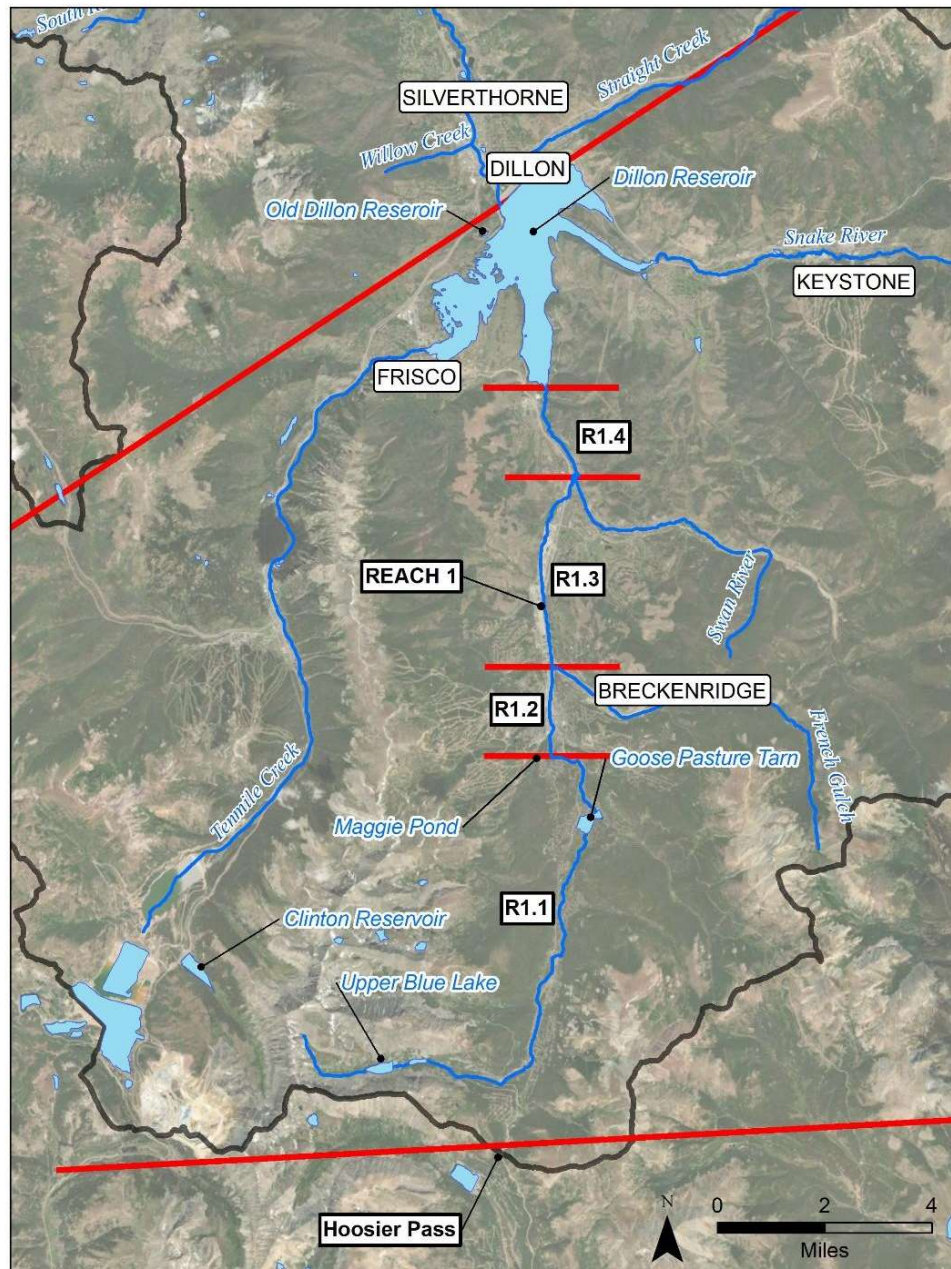 South
Straight Creek
SILVERTHORNE
Willow Creek
DILLON
Dillon Reseroir
Old Dillon Reseroir
Snake River
KEYSTONE
FRISCO
R1.4
REACH 1
R1.3
Swan River
BRECKENRIDGE
R1.2
Goose Pasture Tarn
French Gulch
Maggie Pond
Tenmile Creek
R1.1
Clinton Reservoir
Upper Blue Lake
Hoosier Pass
N
0 2 4
Miles